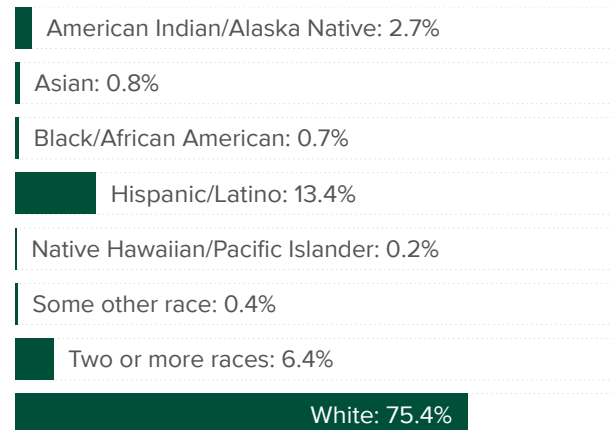 American Indian/Alaska Native: 2.7%
Asian: 0.8%
Black/African American: 0.7%
Hispanic/Latino: 13.4%
Native Hawaiian/Pacific Islander: 0.2%
Some other race: 0.4%
Two or more races: 6.4%
White: 75.4%